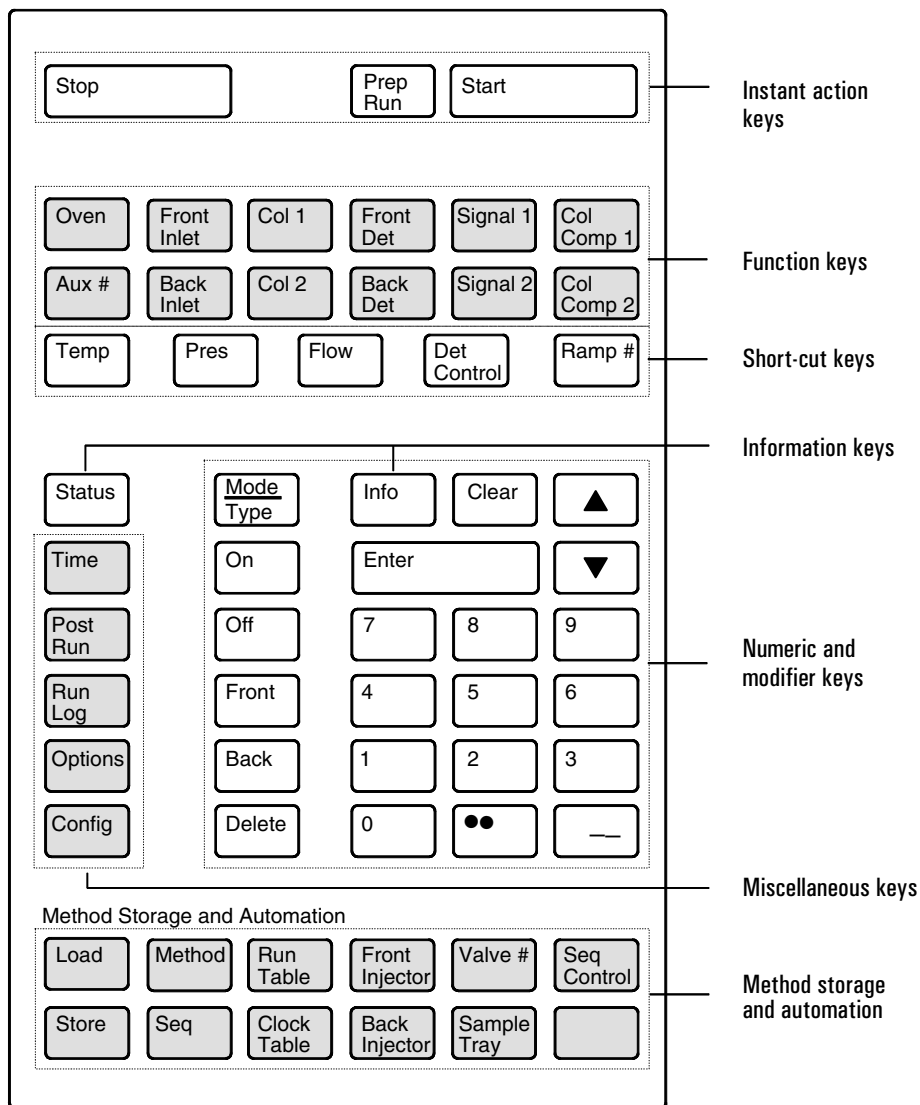 Stop
Prep
Run
Start
Instant action
keys
Oven
Front
Inlet
Col 1
Front
Det
Signal 1
Col
Comp 1
Function keys
Aux #
Back
Inlet
Col 2
Back
Det
Signal 2
Col
Comp 2
Temp
Pres
Flow
Det
Control
Ramp #
Short-cut keys
Information keys
Status
Mode
Type
Info
Clear
▲
Time
On
Enter
▼
Post
Run
Off
7
8
9
Numeric and
modifier keys
Run
Log
Front
4
5
6
Options
Back
1
2
3
Config
Delete
0
●●
__
Miscellaneous keys
Method Storage and Automation
Load
Method
Run
Table
Front
Injector
Valve #
Seq
Control
Method storage
and automation
Store
Seq
Clock
Table
Back
Injector
Sample
Tray